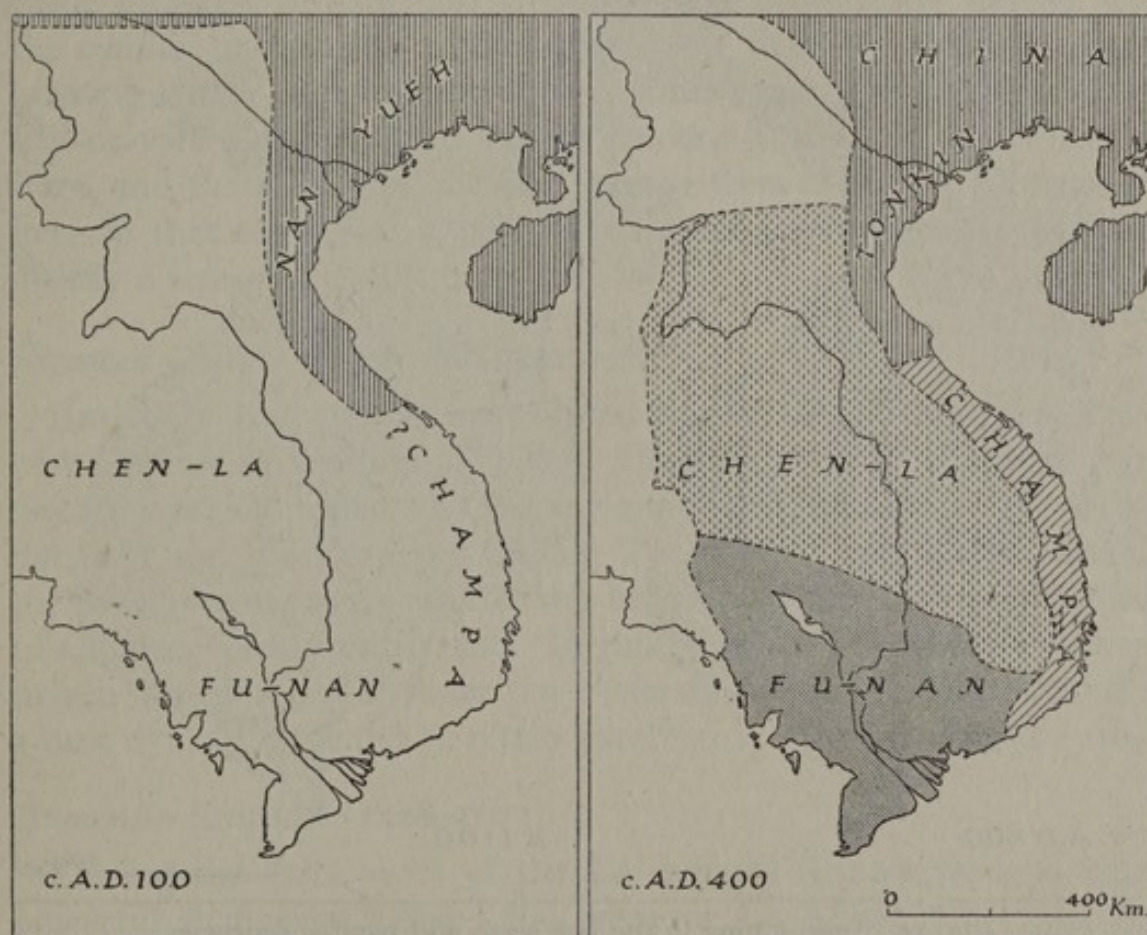 NAN YUEH
CHEN-LA
? CHAMPA
FU-NAN
c. A.D. 100
CHINA
TONKIN
CHEN-LA
CHAMPA
FU-NAN
c. A.D. 400
0 400 Km.